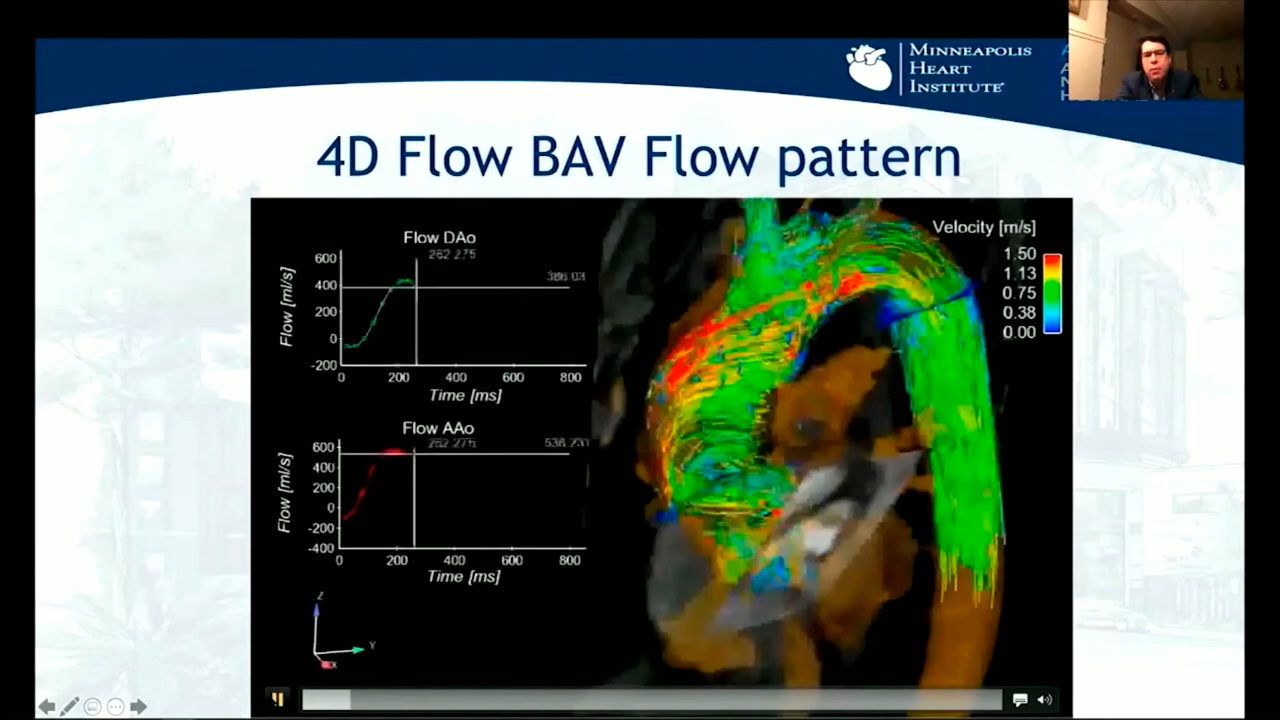 MINNEAPOLIS
HEART
INSTITUTE
4D Flow BAV Flow pattern
Flow DAo
262.275
386.03
Flow [ml/s]
600
400
200
0
-200
0 200 400 600 800
Time [ms]
Flow AAo
262.275
Flow [ml/s]
600
400
200
0
-200
-400
0 200 400 600 800
Time [ms]
Velocity [m/s]
1.50
1.13
0.75
0.38
0.00
Z
Y
X